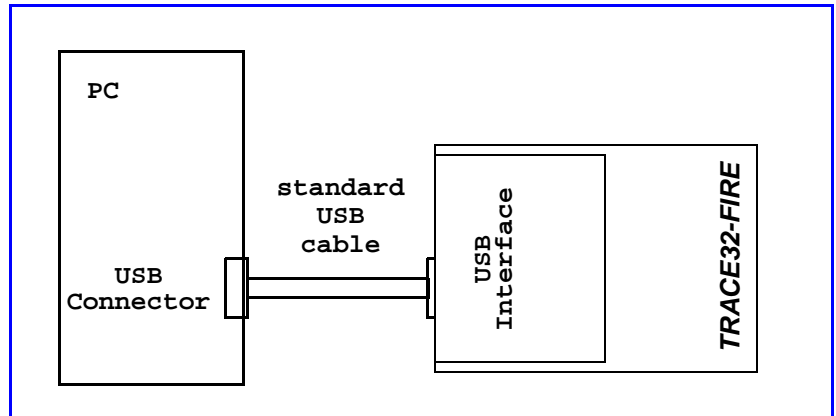 PC
standard
USB
cable
USB
Connector
USB
Interface
TRACE32-FIRE